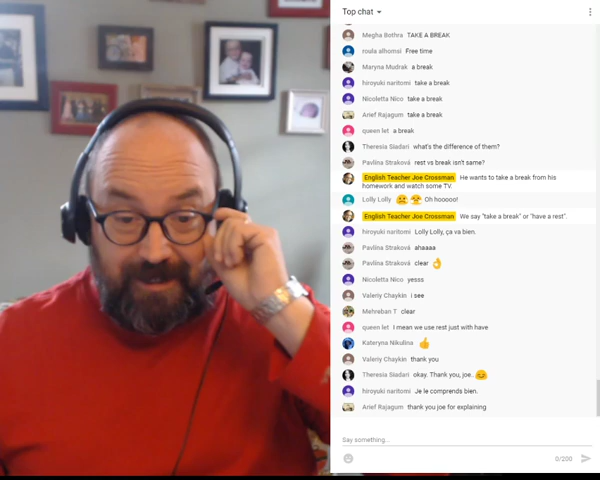 Top chat
Megha Bothra TAKE A BREAK
roula alhomsi Free time
Maryna Mudrak a break
hiroyuki naritomi take a break
Nicoletta Nico take a break
Arief Rajagum take a break
queen let a break
Theresia Siadari what's the difference of them?
Pavlína Straková rest vs break isn't same?
English Teacher Joe Crossman He wants to take a break from his
homework and watch some TV.
Lolly Lolly Oh hooooo!
English Teacher Joe Crossman We say "take a break" or "have a rest".
hiroyuki naritomi Lolly Lolly, ça va bien.
Pavlína Straková ahaaaa
Pavlína Straková clear
Nicoletta Nico yesss
Valeriy Chaykin i see
Mehreban T clear
queen let I mean we use rest just with have
Kateryna Nikulina
Valeriy Chaykin thank you
Theresia Siadari okay. Thank you, joe.
hiroyuki naritomi Je le comprends bien.
Arief Rajagum thank you joe for explaining
Say something...
0/200